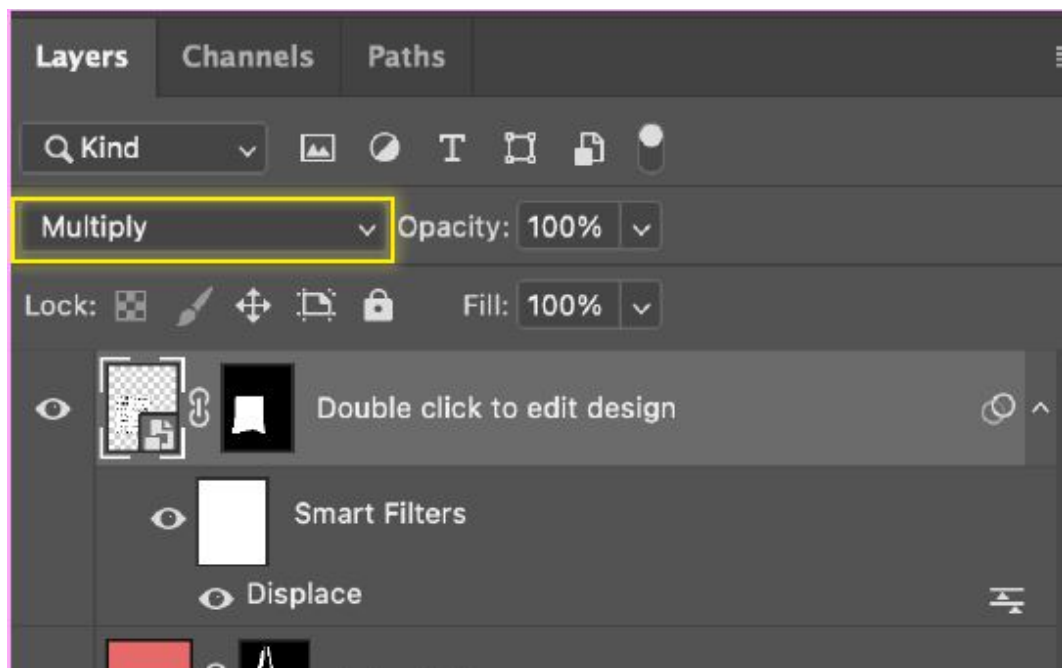 Layers Channels Paths
Kind
Multiply Opacity: 100%
Lock: Fill: 100%
Double click to edit design
Smart Filters
Displace